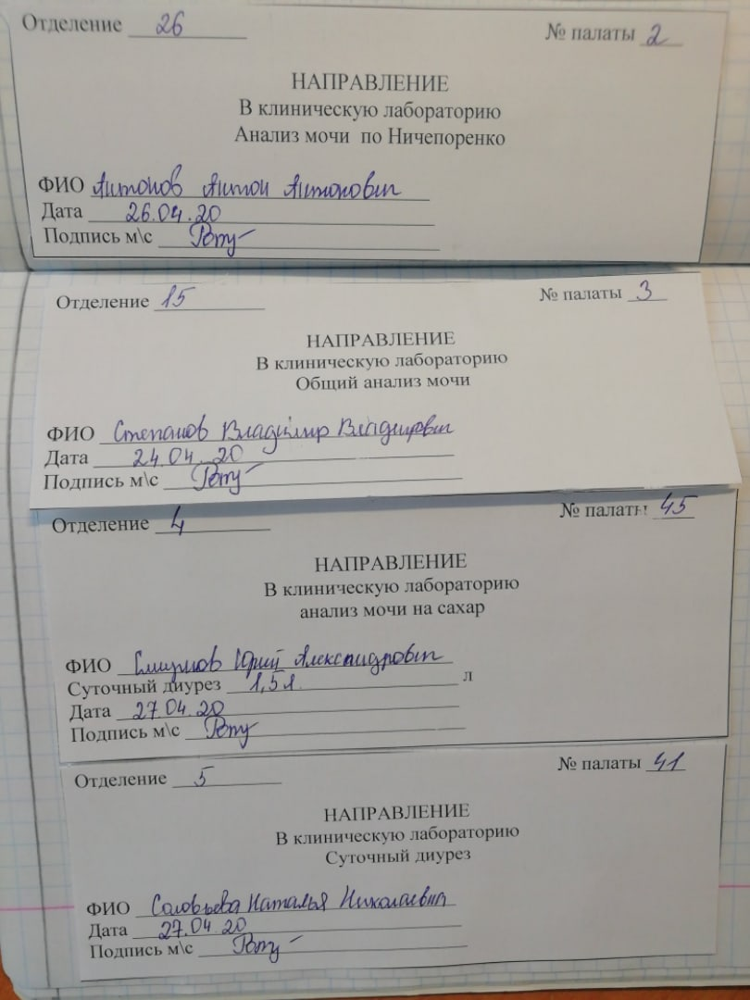 Отделение 26 № палаты 2
НАПРАВЛЕНИЕ
В клиническую лабораторию
Анализ мочи по Ничепоренко
ФИО Антонов Антон Антонович
Дата 26.04.20
Подпись м\с
Отделение 15 № палаты 3
НАПРАВЛЕНИЕ
В клиническую лабораторию
Общий анализ мочи
ФИО Степанов Владимир Владимирович
Дата 24.04.20
Подпись м\с
Отделение 4 № палаты 45
НАПРАВЛЕНИЕ
В клиническую лабораторию
анализ мочи на сахар
ФИО Смирнов Юрий Александрович
Суточный диурез 1,5 л. л
Дата 27.04.20
Подпись м\с
Отделение 5 № палаты 41
НАПРАВЛЕНИЕ
В клиническую лабораторию
Суточный диурез
ФИО Соловьева Наталья Николаевна
Дата 27.04.20
Подпись м\с